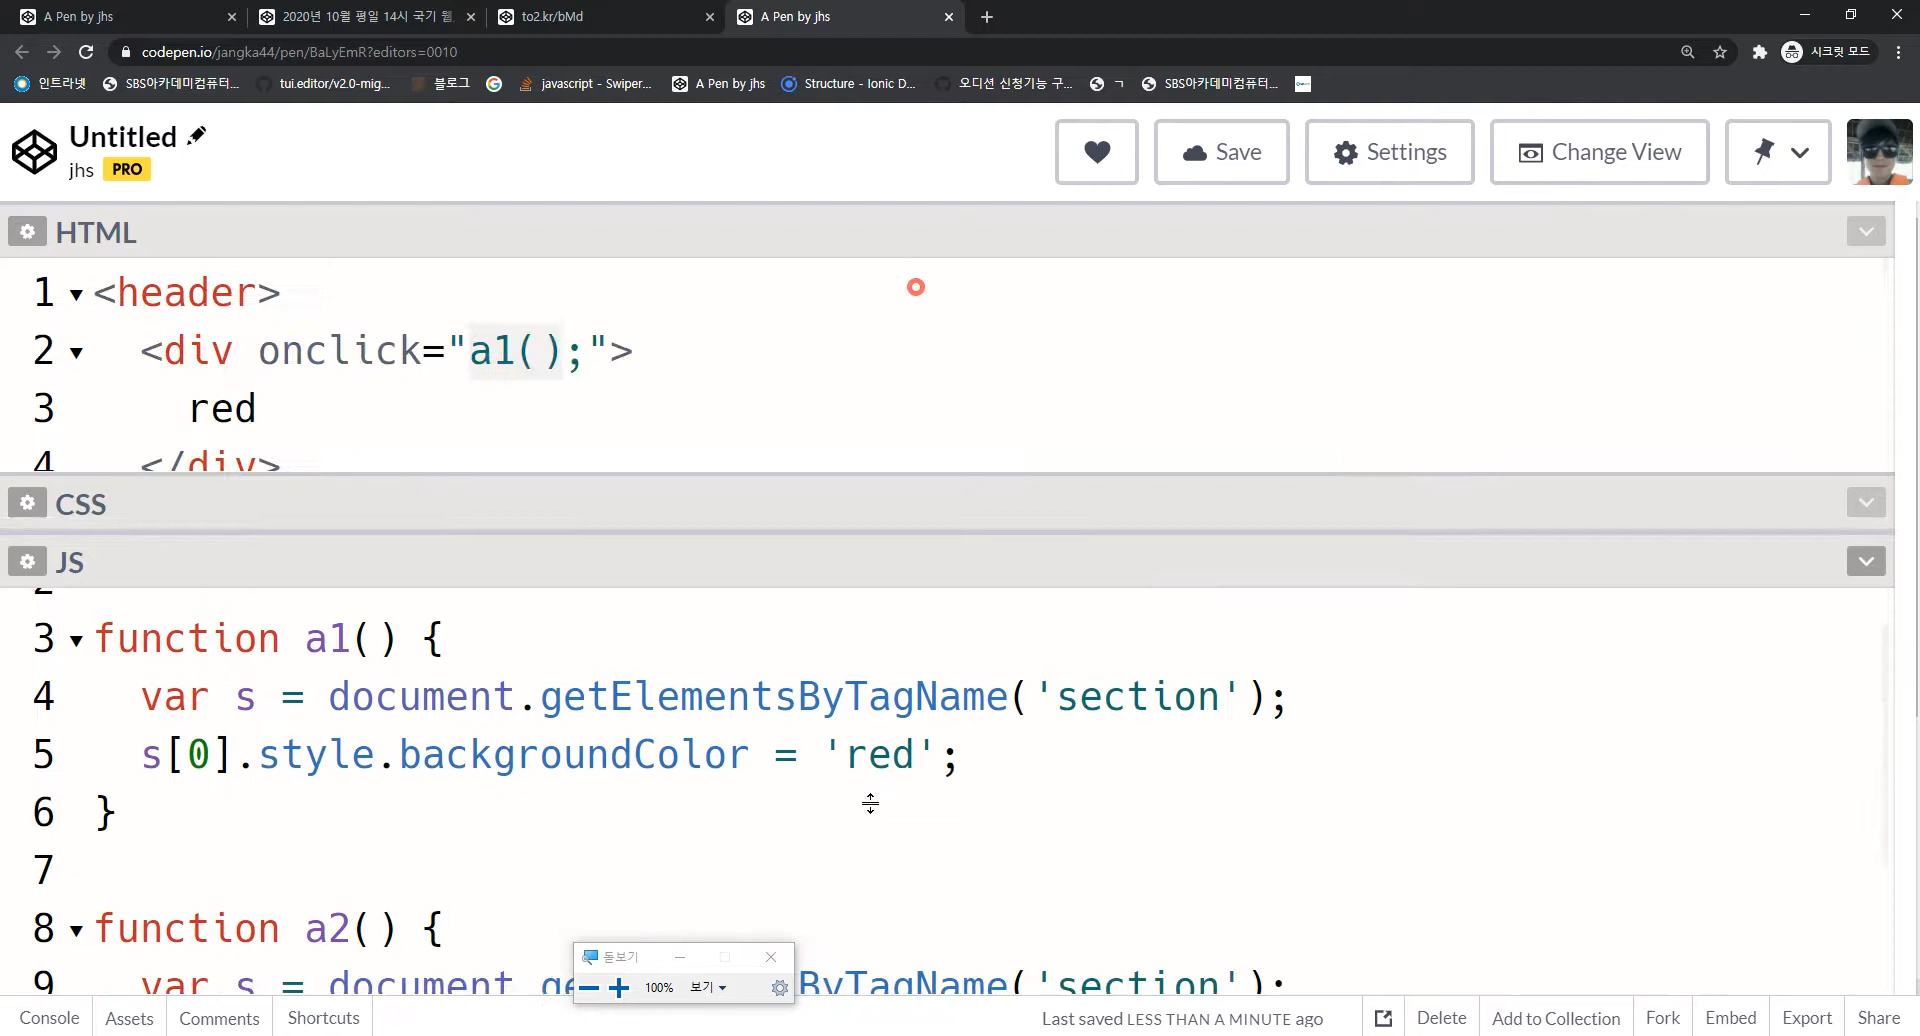 A Pen by jhs
2020년 10월 평일 14시 국기 웹
to2.kr/bMd
A Pen by jhs
codepen.io/jangka44/pen/BaLyEmR?editors=0010
시크릿 모드
인트라넷
SBS아카데미컴퓨터...
tui.editor/v2.0-mig...
블로그
javascript - Swiper...
A Pen by jhs
Structure - Ionic D...
오디션 신청기능 구...
ㄱ
SBS아카데미컴퓨터...
Untitled
jhs PRO
Save
Settings
Change View
HTML
1 <header>
2 <div onclick="a1();">
3 red
4 </div>
CSS
JS
2
3 function a1() {
4 var s = document.getElementsByTagName('section');
5 s[0].style.backgroundColor = 'red';
6 }
7
8 function a2() {
9 var s = document.ge ByTagName('section');
돋보기
100% 보기
Console Assets Comments Shortcuts
Last saved LESS THAN A MINUTE ago
Delete Add to Collection Fork Embed Export Share